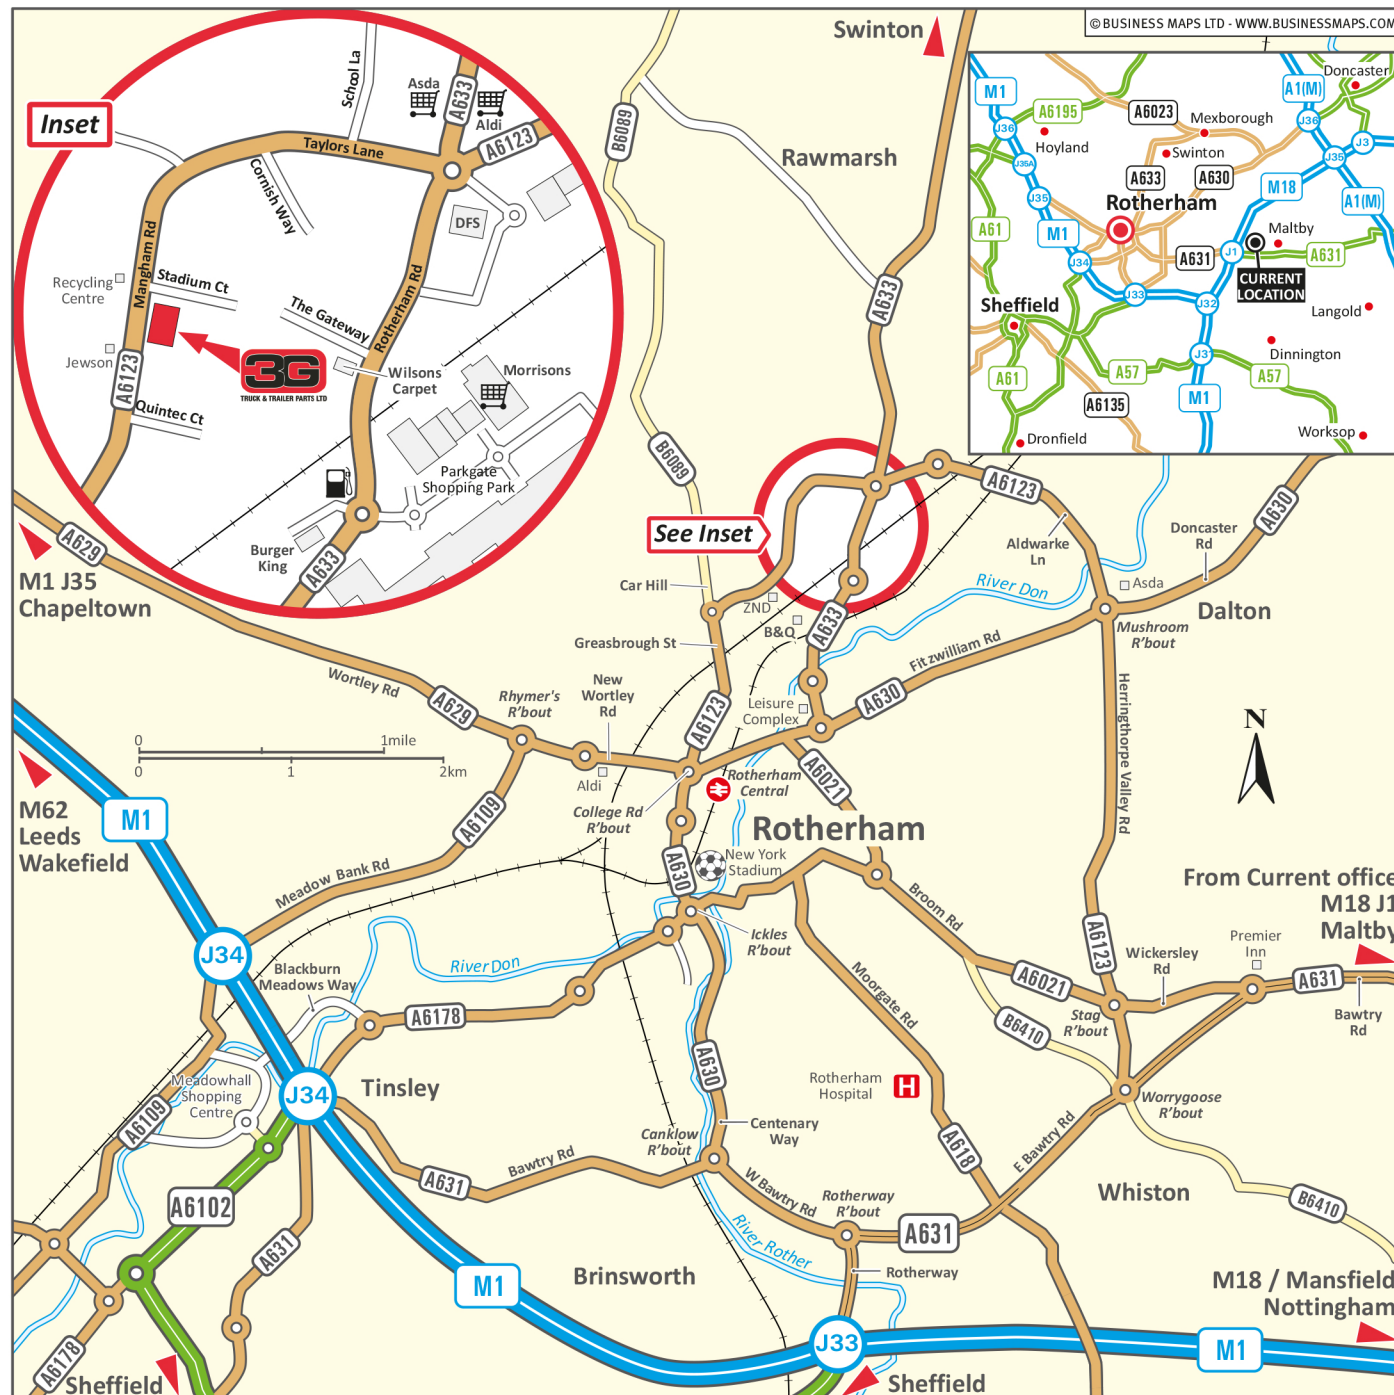 © BUSINESS MAPS LTD - WWW.BUSINESSMAPS.COM
Swinton
Rawmarsh
B6089
A633
Inset
School La
Asda
A633
Aldi
A6123
Taylors Lane
Cornish Way
DFS
Mangham Rd
Recycling
Centre
Stadium Ct
The Gateway
Rotherham Rd
Jewson
3G
TRUCK & TRAILER PARTS LTD
A6123
Quintec Ct
Wilsons
Carpet
Morrisons
Parkgate
Shopping Park
Burger
King
A633
M1
A6195
A6023
A1(M)
Doncaster
J36
Hoyland
Mexborough
J36
J3
J35A
Swinton
J35
A633
A630
M18
J35
A1(M)
Rotherham
A61
M1
J34
A631
J1
Maltby
A631
CURRENT
LOCATION
J33
J32
Sheffield
Langold
J31
Dinnington
A61
A57
A57
A6135
M1
Dronfield
Worksop
A629
M1 J35
Chapeltown
B6089
See Inset
A6123
Aldwarke
Ln
Doncaster
Rd
A630
Asda
Dalton
River Don
Car Hill
ZND
B&Q
A633
Mushroom
R'bout
Greasbrough St
Fitzwilliam Rd
Wortley Rd
A629
Rhymer's
R'bout
New
Wortley
Rd
A6123
Leisure
Complex
A630
Herringthorpe Valley Rd
0
1mile
0
1
2km
N
Aldi
College Rd
R'bout
Rotherham
Central
A6021
M62
Leeds
Wakefield
M1
A6109
Rotherham
Meadow Bank Rd
A630
New York
Stadium
From Current office
M18 J1
Maltby
Broom Rd
J34
Ickles
R'bout
River Don
Blackburn
Meadows Way
A6123
Wickersley
Rd
Premier
Inn
A631
Bawtry
Rd
A6021
Stag
R'bout
B6410
Moorgate Rd
A6178
Meadowhall
Shopping
Centre
J34
Tinsley
A6109
A630
Rotherham
Hospital
H
Worrygoose
R'bout
Centenary
Way
Canklow
R'bout
A618
E Bawtry Rd
Bawtry Rd
A631
W Bawtry Rd
Rotherway
R'bout
Whiston
B6410
A6102
A631
A631
River Rother
Rotherway
Brinsworth
M1
M18 / Mansfield
Nottingham
J33
M1
A6178
Sheffield
Sheffield